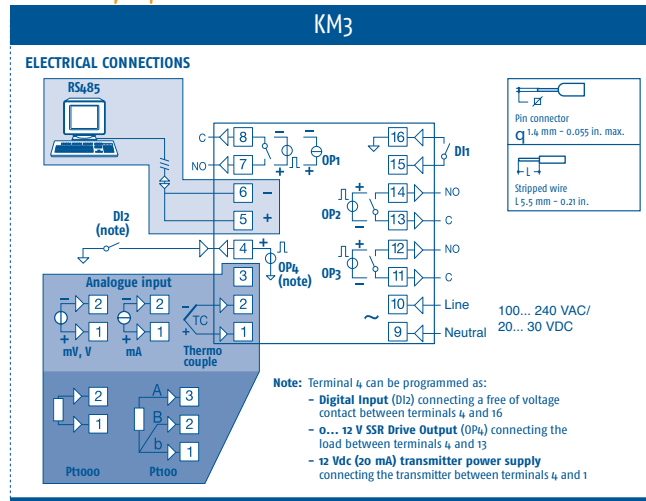 KM3
ELECTRICAL CONNECTIONS
RS485
C
8
NO
7
OP1
6 –
5 +
DI2
(note)
4
OP4
(note)
3
2
1
TC
Thermo
couple
Analogue input
2
1
mV, V
2
1
mA
2
1
Pt1000
A 3
B 2
b 1
Pt100
16
15
DI1
14 NO
13 C
OP2
12 NO
11 C
OP3
10 Line
~
9 Neutral
100... 240 VAC/
20... 30 VDC
Pin connector
q 1.4 mm - 0.055 in. max.
L
Stripped wire
L 5.5 mm - 0.21 in.
Note: Terminal 4 can be programmed as:
– Digital Input (DI2) connecting a free of voltage
contact between terminals 4 and 16
– 0... 12 V SSR Drive Output (OP4) connecting the
load between terminals 4 and 13
– 12 Vdc (20 mA) transmitter power supply
connecting the transmitter between terminals 4 and 1